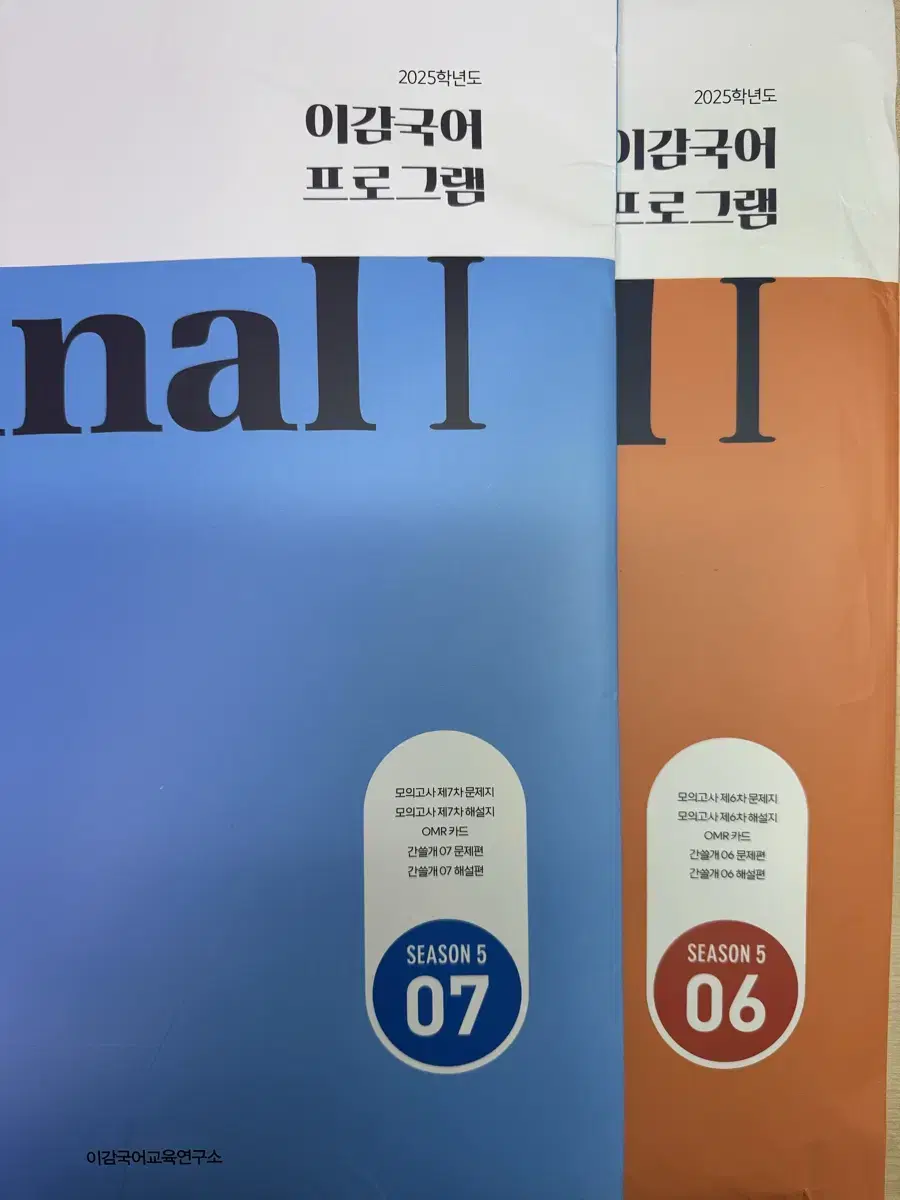 2025학년도
이감국어
프로그램
inal I
모의고사 제7차 문제지
모의고사 제7차 해설지
OMR 카드
간쓸개 07 문제편
간쓸개 07 해설편
SEASON 5
07
이감국어교육연구소
2025학년도
이감국어
프로그램
l I
모의고사 제6차 문제지
모의고사 제6차 해설지
OMR 카드
간쓸개 06 문제편
간쓸개 06 해설편
SEASON 5
06